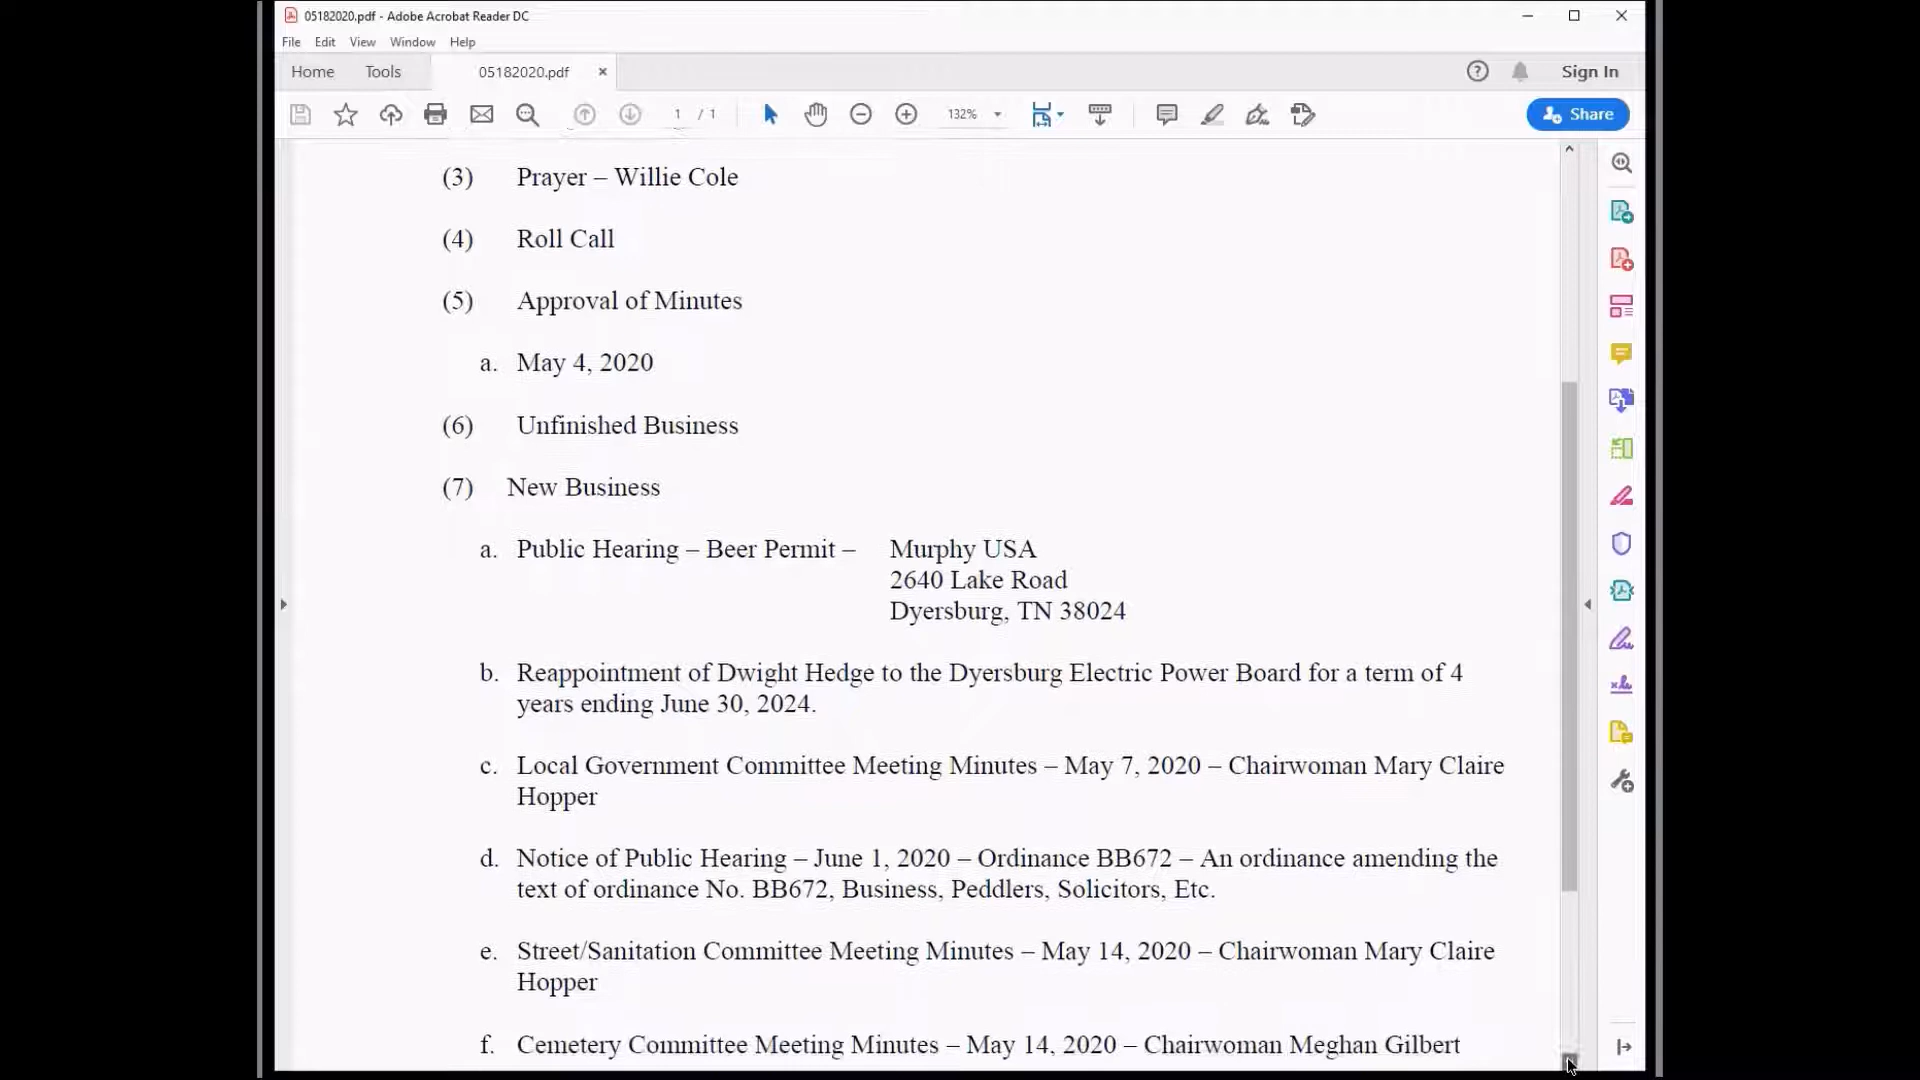 05182020.pdf - Adobe Acrobat Reader DC
File Edit View Window Help
Home Tools 05182020.pdf Sign In
1 / 1 132% Share
(3) Prayer – Willie Cole
(4) Roll Call
(5) Approval of Minutes
a. May 4, 2020
(6) Unfinished Business
(7) New Business
a. Public Hearing – Beer Permit – Murphy USA
2640 Lake Road
Dyersburg, TN 38024
b. Reappointment of Dwight Hedge to the Dyersburg Electric Power Board for a term of 4
years ending June 30, 2024.
c. Local Government Committee Meeting Minutes – May 7, 2020 – Chairwoman Mary Claire
Hopper
d. Notice of Public Hearing – June 1, 2020 – Ordinance BB672 – An ordinance amending the
text of ordinance No. BB672, Business, Peddlers, Solicitors, Etc.
e. Street/Sanitation Committee Meeting Minutes – May 14, 2020 – Chairwoman Mary Claire
Hopper
f. Cemetery Committee Meeting Minutes – May 14, 2020 – Chairwoman Meghan Gilbert